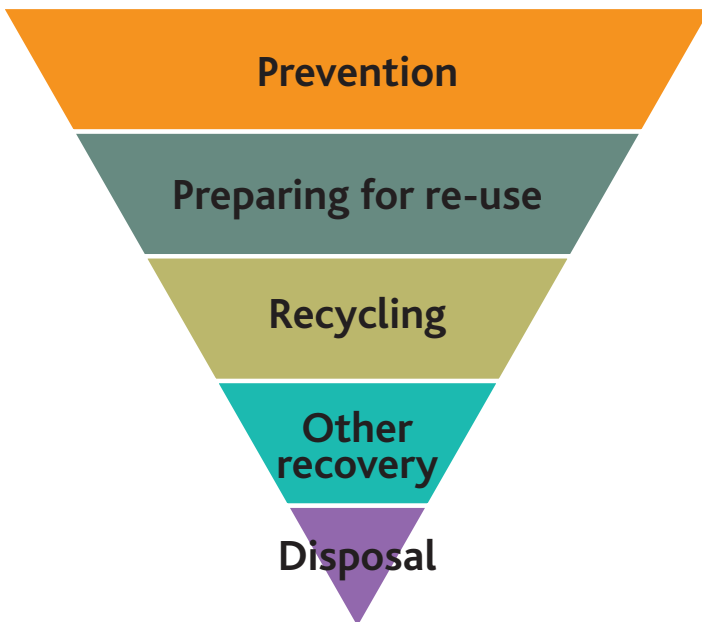 Prevention
Preparing for re-use
Recycling
Other
recovery
Disposal